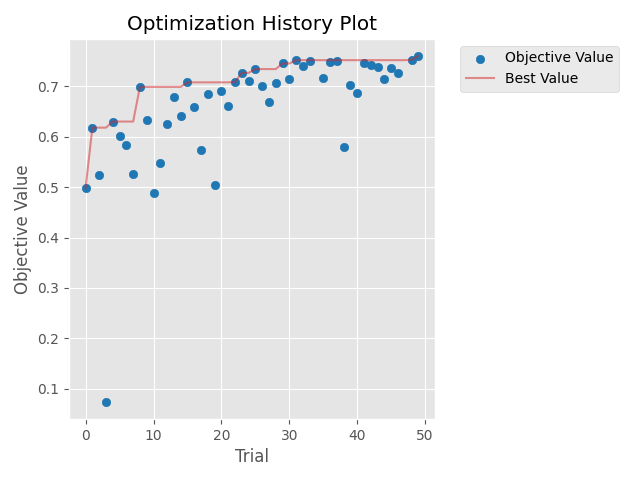 Optimization History Plot
Objective Value
Best Value
0.7
0.6
0.5
0.4
0.3
0.2
0.1
Objective Value
0 10 20 30 40 50
Trial